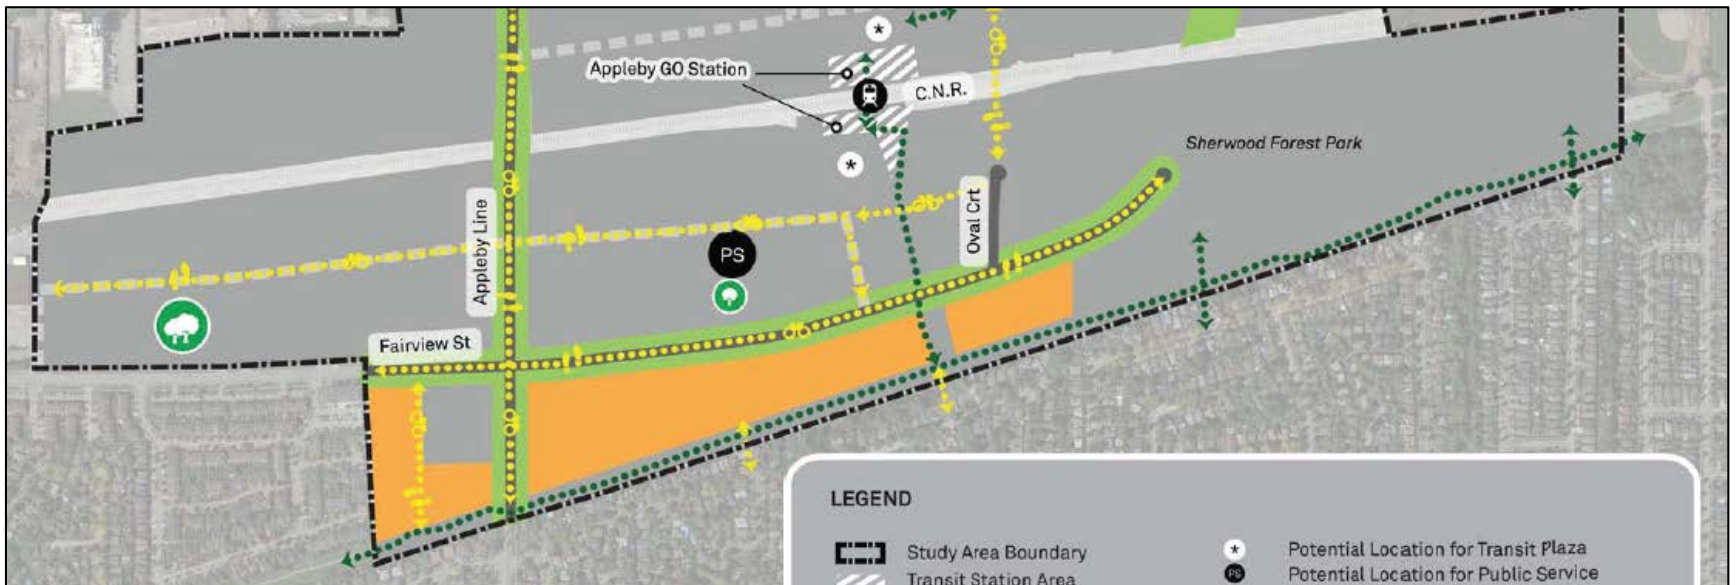 *
Appleby GO Station
C.N.R.
*
Sherwood Forest Park
Appleby Line
Oval Crt
PS
Fairview St
LEGEND
Study Area Boundary
Transit Station Area
* Potential Location for Transit Plaza
PS Potential Location for Public Service